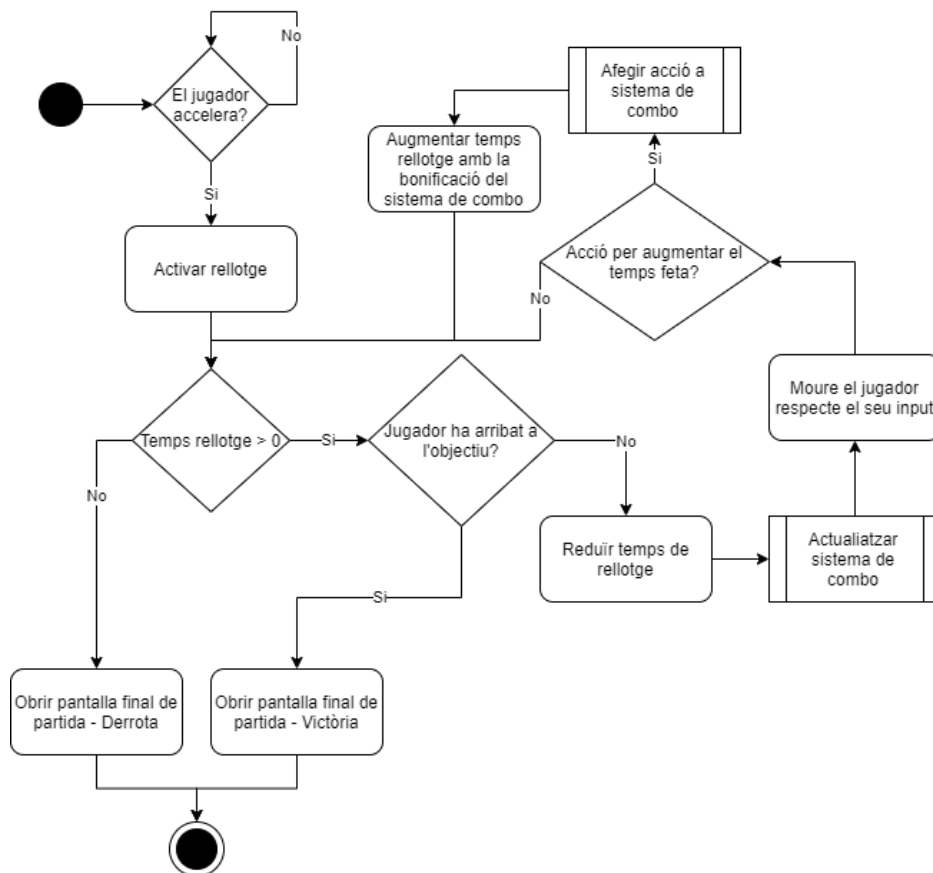 No
El jugador
accelera?
Si
Activar rellotge
Afegir acció a
sistema de
combo
Augmentar temps
rellotge amb la
bonificació del
sistema de combo
Si
Acció per augmentar el
temps feta?
No
Moure el jugador
respecte el seu input
Temps rellotge > 0
Si
Jugador ha arribat a
l'objectiu?
No
No
Reduïr temps de
rellotge
Actualiatzar
sistema de
combo
Si
Obrir pantalla final de
partida - Derrota
Obrir pantalla final de
partida - Victòria